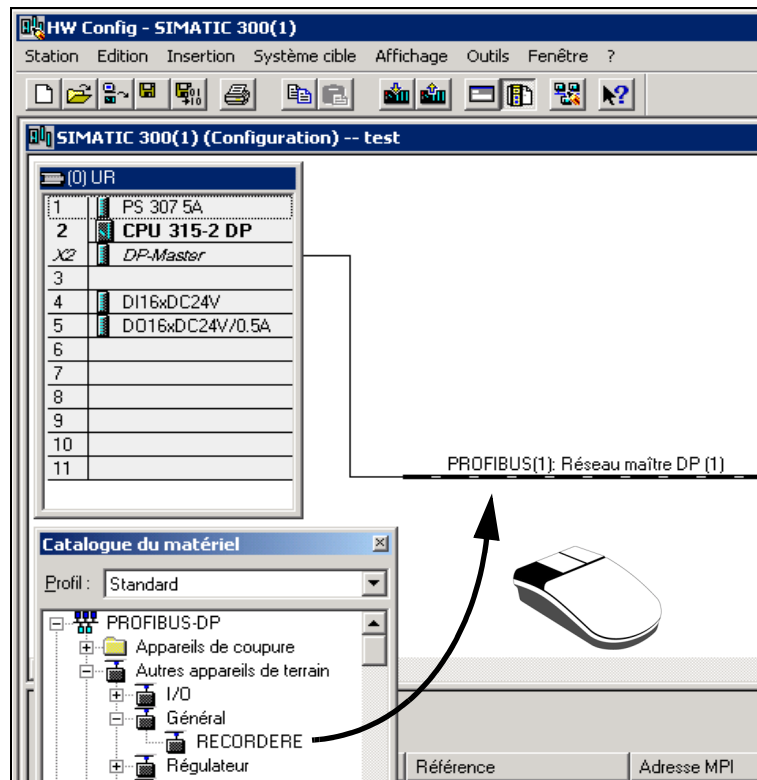 HW Config - SIMATIC 300(1)
Station Edition Insertion Système cible Affichage Outils Fenêtre ?
SIMATIC 300(1) (Configuration) -- test
(0) UR
1 PS 307 5A
2 CPU 315-2 DP
X2 DP-Master
3
4 DI16xDC24V
5 DO16xDC24V/0.5A
6
7
8
9
10
11
PROFIBUS(1): Réseau maître DP (1)
Catalogue du matériel
Profil : Standard
PROFIBUS-DP
Appareils de coupure
Autres appareils de terrain
I/O
Général
RECORDERE
Régulateur
Référence Adresse MPI